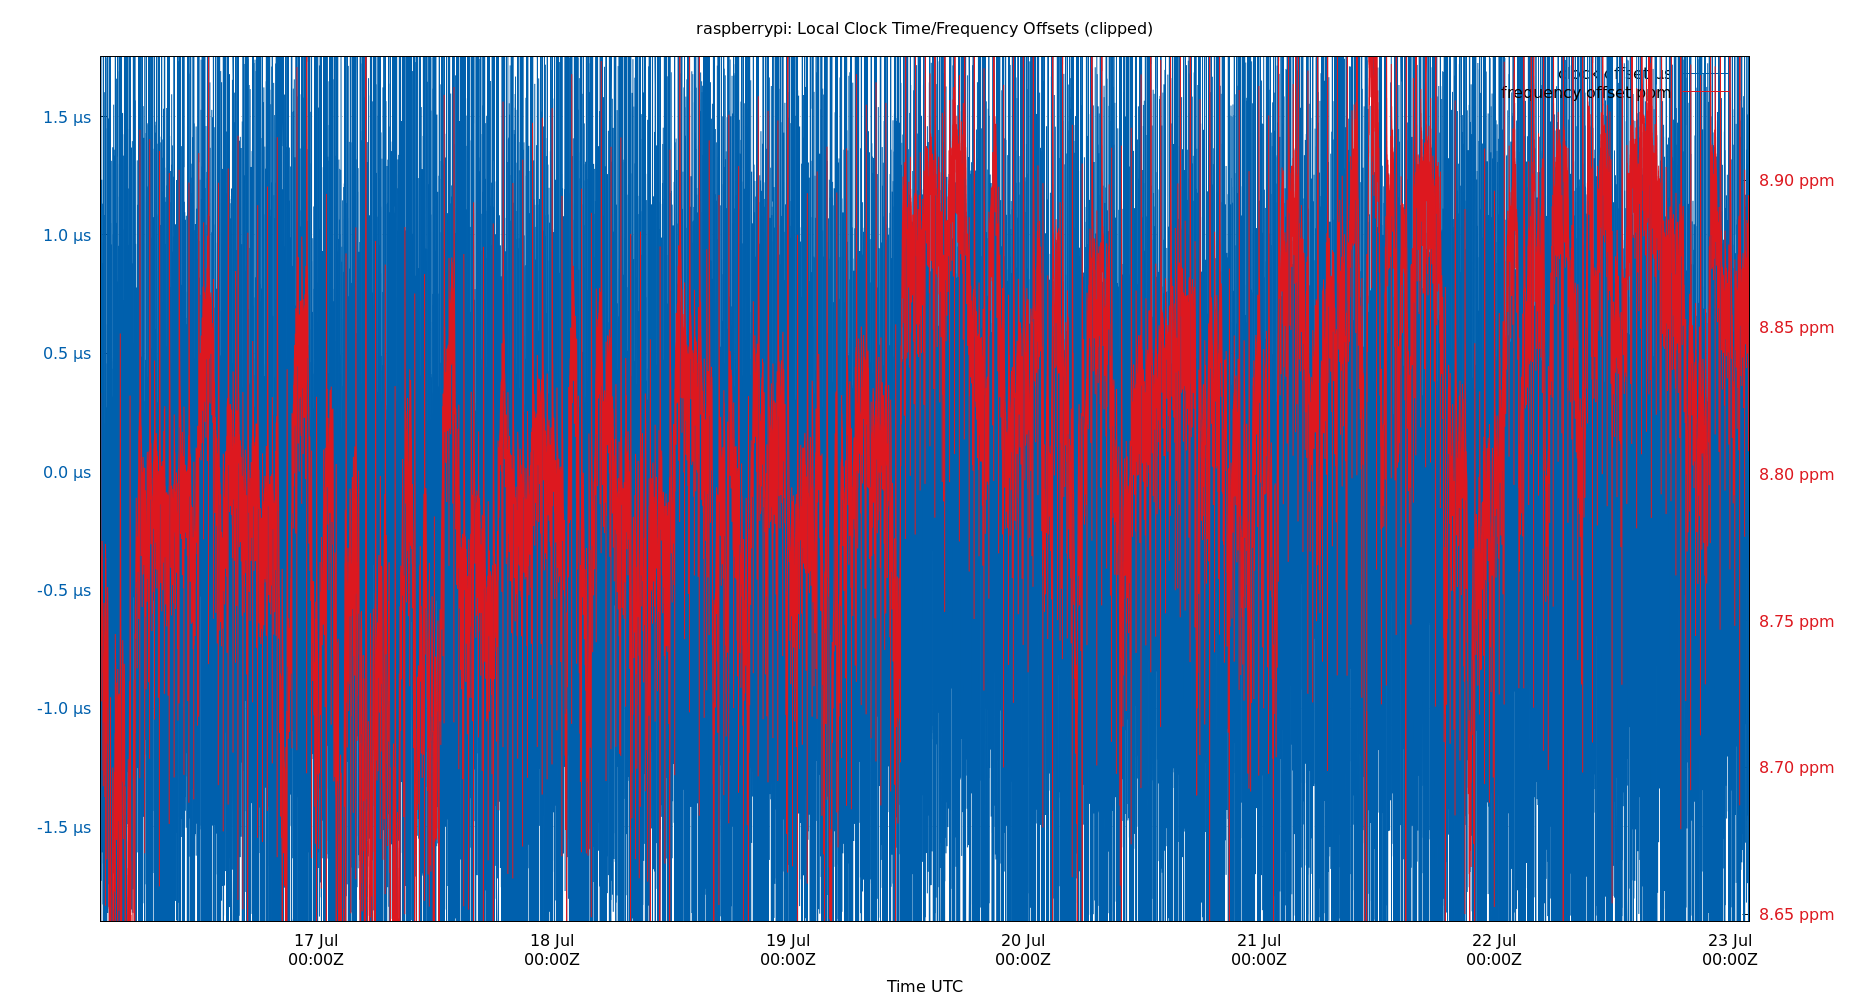 raspberrypi: Local Clock Time/Frequency Offsets (clipped)
clock offset us
frequency offset ppm
1.5 µs
1.0 µs
0.5 µs
0.0 µs
-0.5 µs
-1.0 µs
-1.5 µs
8.90 ppm
8.85 ppm
8.80 ppm
8.75 ppm
8.70 ppm
8.65 ppm
17 Jul
00:00Z
18 Jul
00:00Z
19 Jul
00:00Z
20 Jul
00:00Z
21 Jul
00:00Z
22 Jul
00:00Z
23 Jul
00:00Z
Time UTC